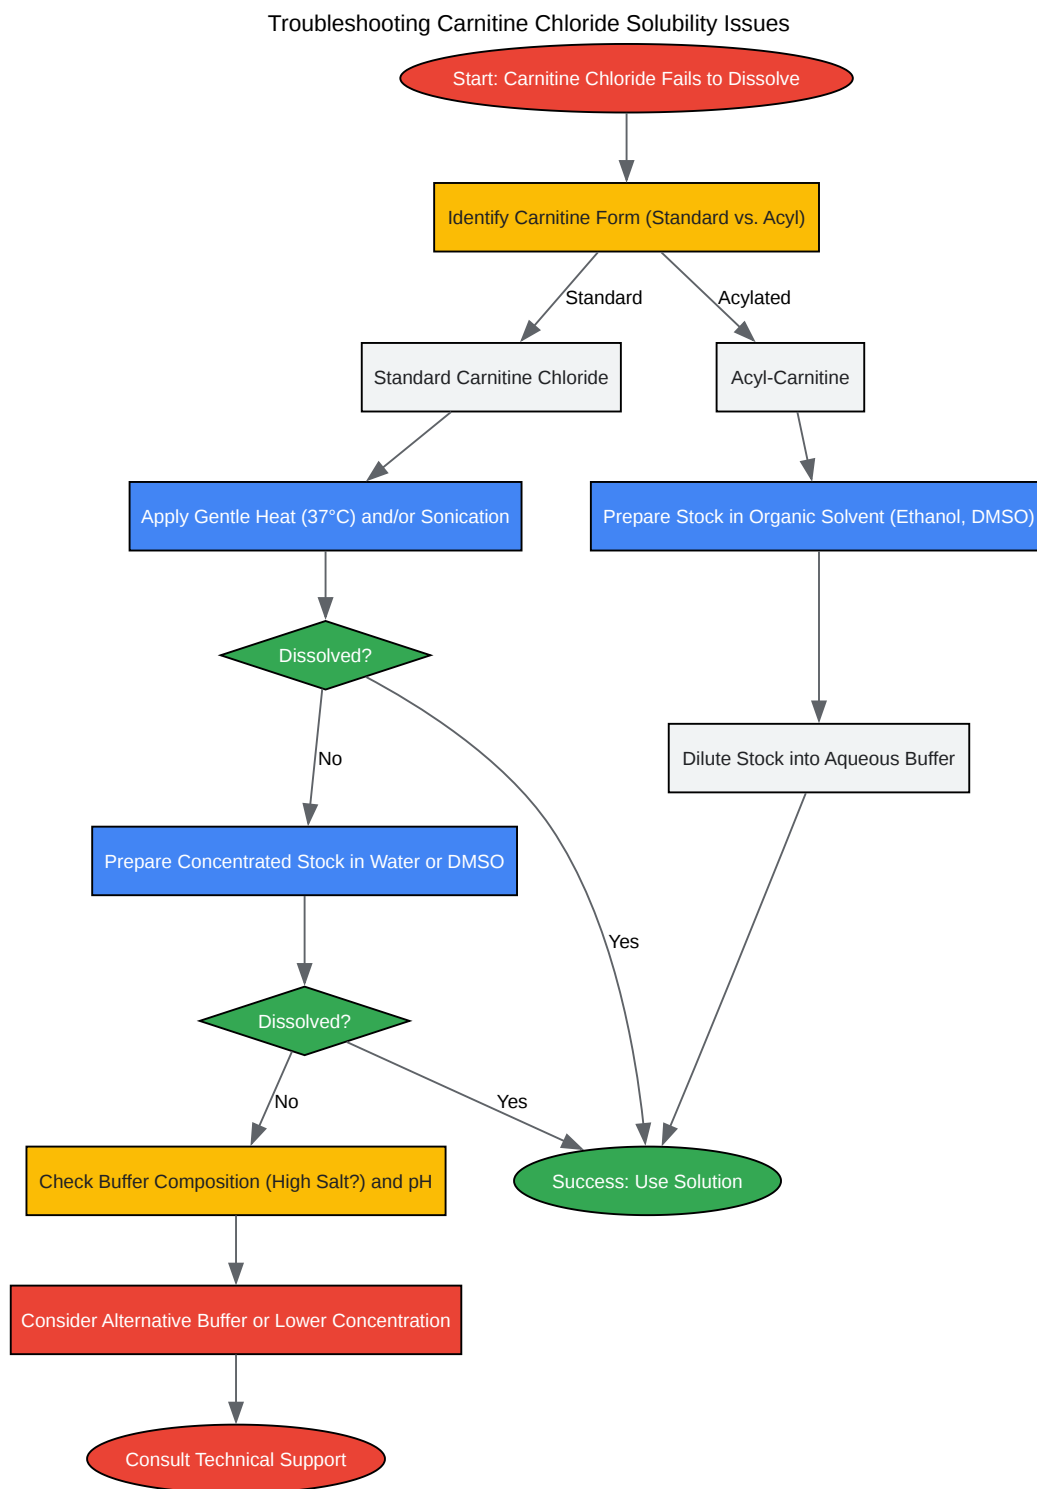 Troubleshooting Carnitine Chloride Solubility Issues
Start: Carnitine Chloride Fails to Dissolve
Identify Carnitine Form (Standard vs. Acyl)
Standard
Acylated
Standard Carnitine Chloride
Acyl-Carnitine
Apply Gentle Heat (37°C) and/or Sonication
Prepare Stock in Organic Solvent (Ethanol, DMSO)
Dissolved?
No
Dilute Stock into Aqueous Buffer
Prepare Concentrated Stock in Water or DMSO
Yes
Dissolved?
No
Yes
Check Buffer Composition (High Salt?) and pH
Success: Use Solution
Consider Alternative Buffer or Lower Concentration
Consult Technical Support